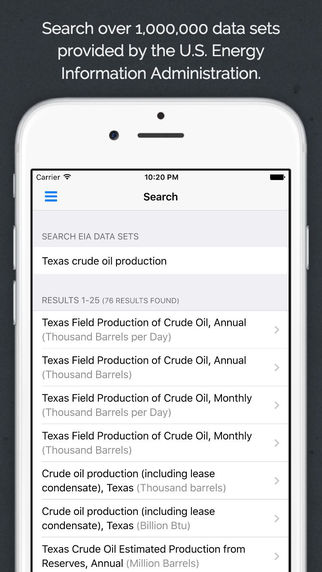 Search over 1,000,000 data sets
provided by the U.S. Energy
Information Administration.
Carrier 10:20 PM
Search
SEARCH EIA DATA SETS
Texas crude oil production
RESULTS 1-25 (76 RESULTS FOUND)
Texas Field Production of Crude Oil, Annual
(Thousand Barrels per Day)
Texas Field Production of Crude Oil, Annual
(Thousand Barrels)
Texas Field Production of Crude Oil, Monthly
(Thousand Barrels per Day)
Texas Field Production of Crude Oil, Monthly
(Thousand Barrels)
Crude oil production (including lease
condensate), Texas (Thousand barrels)
Crude oil production (including lease
condensate), Texas (Billion Btu)
Texas Crude Oil Estimated Production from
Reserves, Annual (Million Barrels)